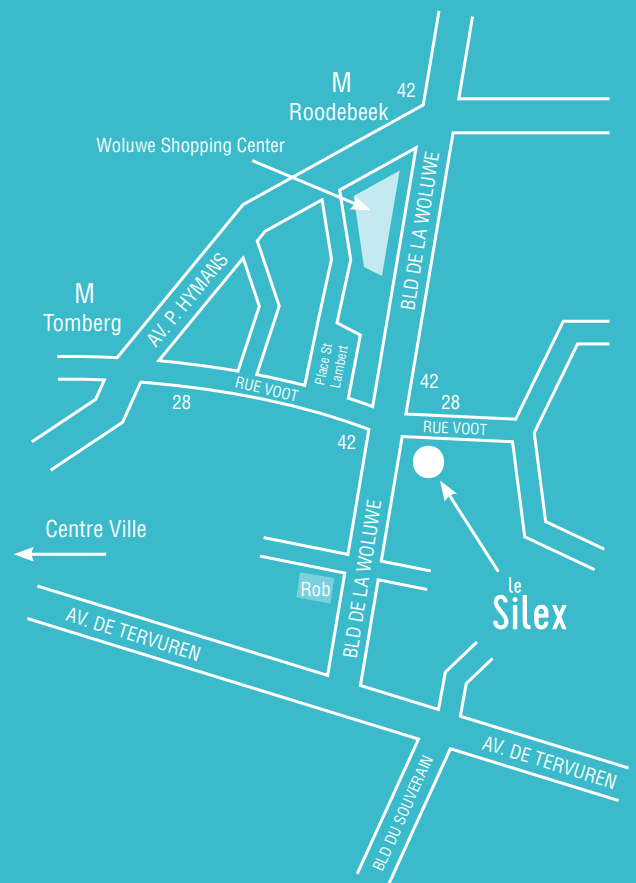 M
Roodebeek
42
Woluwe Shopping Center
BLD DE LA WOLUWE
AV. P. HYMANS
M
Tomberg
Place St
Lambert
RUE VOOT
28
42
28
RUE VOOT
42
Centre Ville
BLD DE LA WOLUWE
Rob
le
Silex
AV. DE TERVUREN
AV. DE TERVUREN
BLD DU SOUVERAIN